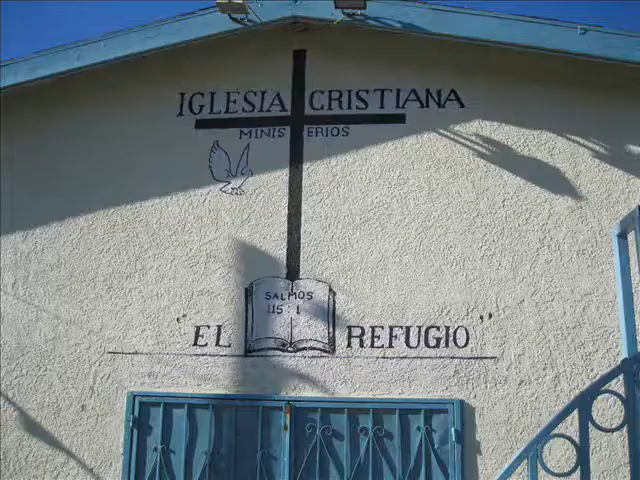 IGLESIA CRISTIANA
MINISTERIOS
SALMOS
115:1
"EL REFUGIO"